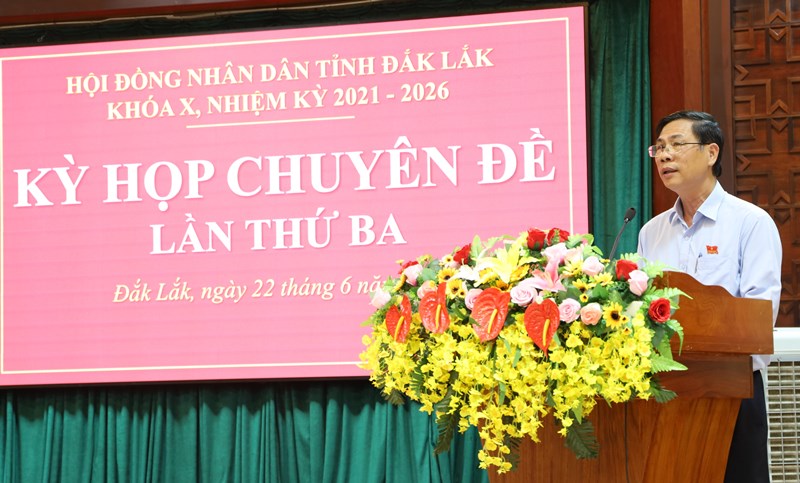 HỘI ĐỒNG NHÂN DÂN TỈNH ĐẮK LẮK
KHÓA X, NHIỆM KỲ 2021 - 2026
KỲ HỌP CHUYÊN ĐỀ
LẦN THỨ BA
Đắk Lắk, ngày 22 tháng 6